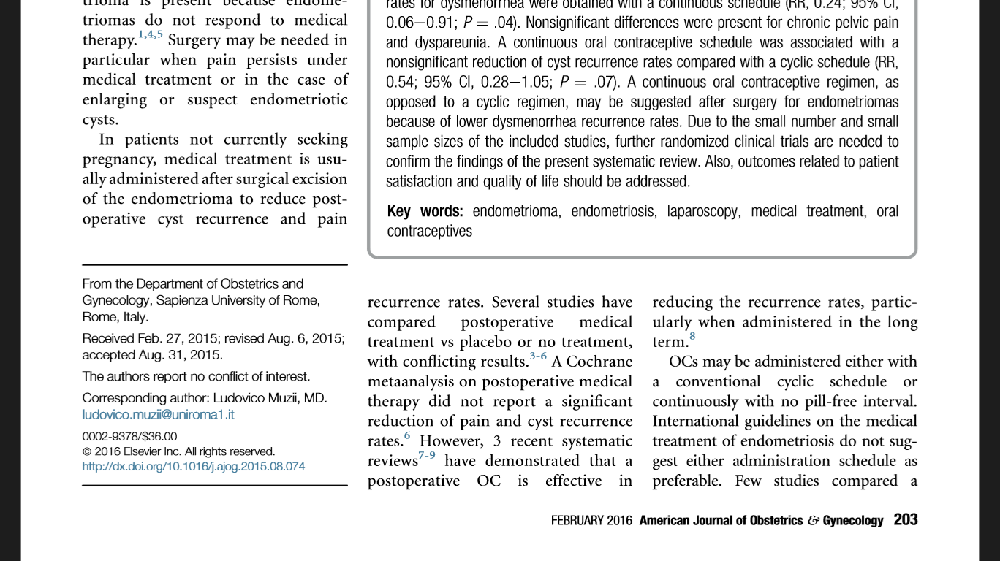 trioma is present because endome-
triomas do not respond to medical
therapy.1,4,5 Surgery may be needed in
particular when pain persists under
medical treatment or in the case of
enlarging or suspect endometriotic
cysts.
In patients not currently seeking
pregnancy, medical treatment is usu-
ally administered after surgical excision
of the endometrioma to reduce post-
operative cyst recurrence and pain
rates for dysmenorrhea were obtained with a continuous schedule (RR, 0.24; 95% CI,
0.06–0.91; P = .04). Nonsignificant differences were present for chronic pelvic pain
and dyspareunia. A continuous oral contraceptive schedule was associated with a
nonsignificant reduction of cyst recurrence rates compared with a cyclic schedule (RR,
0.54; 95% CI, 0.28–1.05; P = .07). A continuous oral contraceptive regimen, as
opposed to a cyclic regimen, may be suggested after surgery for endometriomas
because of lower dysmenorrhea recurrence rates. Due to the small number and small
sample sizes of the included studies, further randomized clinical trials are needed to
confirm the findings of the present systematic review. Also, outcomes related to patient
satisfaction and quality of life should be addressed.
Key words: endometrioma, endometriosis, laparoscopy, medical treatment, oral
contraceptives
From the Department of Obstetrics and
Gynecology, Sapienza University of Rome,
Rome, Italy.
Received Feb. 27, 2015; revised Aug. 6, 2015;
accepted Aug. 31, 2015.
The authors report no conflict of interest.
Corresponding author: Ludovico Muzii, MD.
ludovico.muzii@uniroma1.it
0002-9378/$36.00
© 2016 Elsevier Inc. All rights reserved.
http://dx.doi.org/10.1016/j.ajog.2015.08.074
recurrence rates. Several studies have
compared postoperative medical
treatment vs placebo or no treatment,
with conflicting results.3-6 A Cochrane
metaanalysis on postoperative medical
therapy did not report a significant
reduction of pain and cyst recurrence
rates.6 However, 3 recent systematic
reviews7-9 have demonstrated that a
postoperative OC is effective in
reducing the recurrence rates, partic-
ularly when administered in the long
term.8
OCs may be administered either with
a conventional cyclic schedule or
continuously with no pill-free interval.
International guidelines on the medical
treatment of endometriosis do not sug-
gest either administration schedule as
preferable. Few studies compared a
FEBRUARY 2016 American Journal of Obstetrics & Gynecology 203